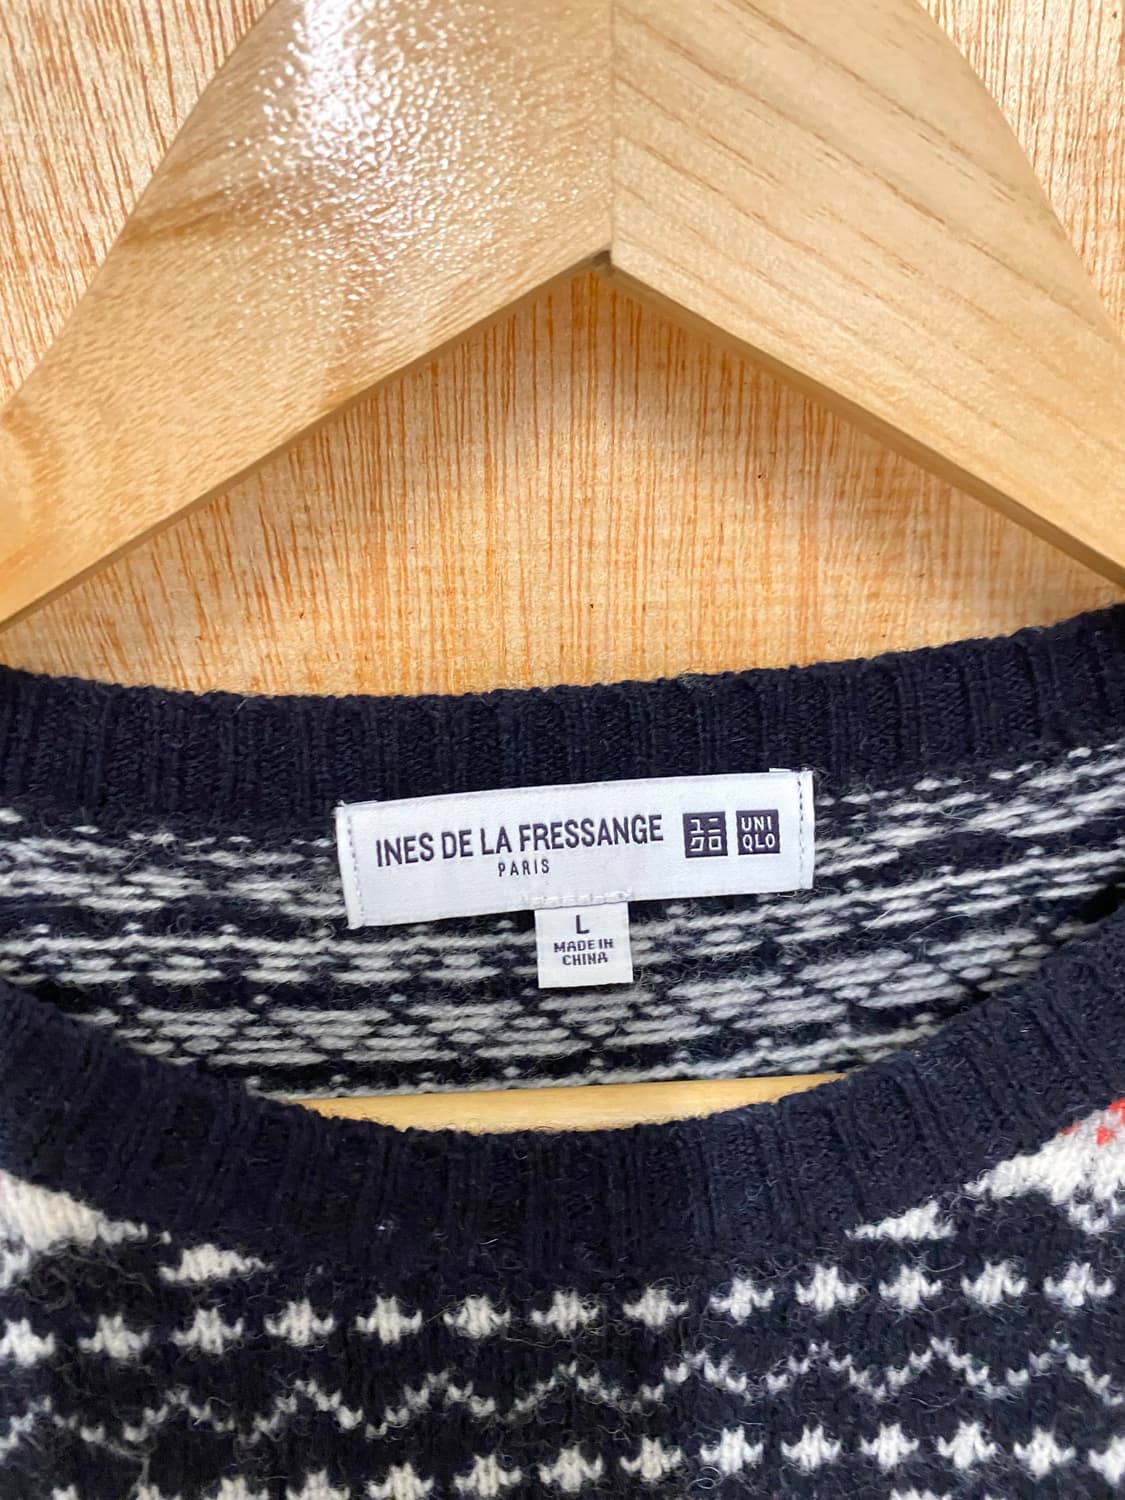 INES DE LA FRESSANGE
PARIS
ユニ
クロ
UNI
QLO
L
MADE IN
CHINA